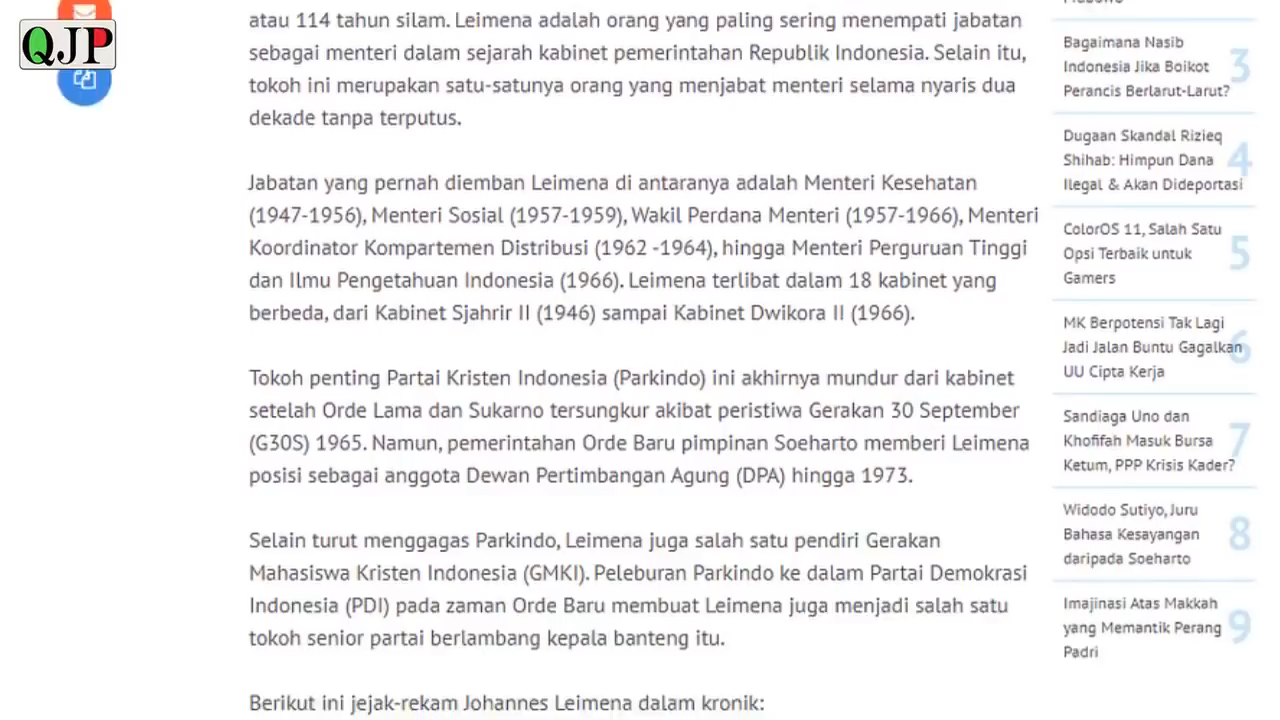 QJP
atau 114 tahun silam. Leimena adalah orang yang paling sering menempati jabatan
sebagai menteri dalam sejarah kabinet pemerintahan Republik Indonesia. Selain itu,
tokoh ini merupakan satu-satunya orang yang menjabat menteri selama nyaris dua
dekade tanpa terputus.
Jabatan yang pernah diemban Leimena di antaranya adalah Menteri Kesehatan
(1947-1956), Menteri Sosial (1957-1959), Wakil Perdana Menteri (1957-1966), Menteri
Koordinator Kompartemen Distribusi (1962 -1964), hingga Menteri Perguruan Tinggi
dan Ilmu Pengetahuan Indonesia (1966). Leimena terlibat dalam 18 kabinet yang
berbeda, dari Kabinet Sjahrir II (1946) sampai Kabinet Dwikora II (1966).
Tokoh penting Partai Kristen Indonesia (Parkindo) ini akhirnya mundur dari kabinet
setelah Orde Lama dan Sukarno tersungkur akibat peristiwa Gerakan 30 September
(G30S) 1965. Namun, pemerintahan Orde Baru pimpinan Soeharto memberi Leimena
posisi sebagai anggota Dewan Pertimbangan Agung (DPA) hingga 1973.
Selain turut menggagas Parkindo, Leimena juga salah satu pendiri Gerakan
Mahasiswa Kristen Indonesia (GMKI). Peleburan Parkindo ke dalam Partai Demokrasi
Indonesia (PDI) pada zaman Orde Baru membuat Leimena juga menjadi salah satu
tokoh senior partai berlambang kepala banteng itu.
Berikut ini jejak-rekam Johannes Leimena dalam kronik:
Bagaimana Nasib
Indonesia Jika Boikot
Perancis Berlarut-Larut?
3
Dugaan Skandal Rizieq
Shihab: Himpun Dana
Ilegal & Akan Dideportasi
4
ColorOS 11, Salah Satu
Opsi Terbaik untuk
Gamers
5
MK Berpotensi Tak Lagi
Jadi Jalan Buntu Gagalkan
UU Cipta Kerja
6
Sandiaga Uno dan
Khofifah Masuk Bursa
Ketum, PPP Krisis Kader?
7
Widodo Sutiyo, Juru
Bahasa Kesayangan
daripada Soeharto
8
Imajinasi Atas Makkah
yang Memantik Perang
Padri
9